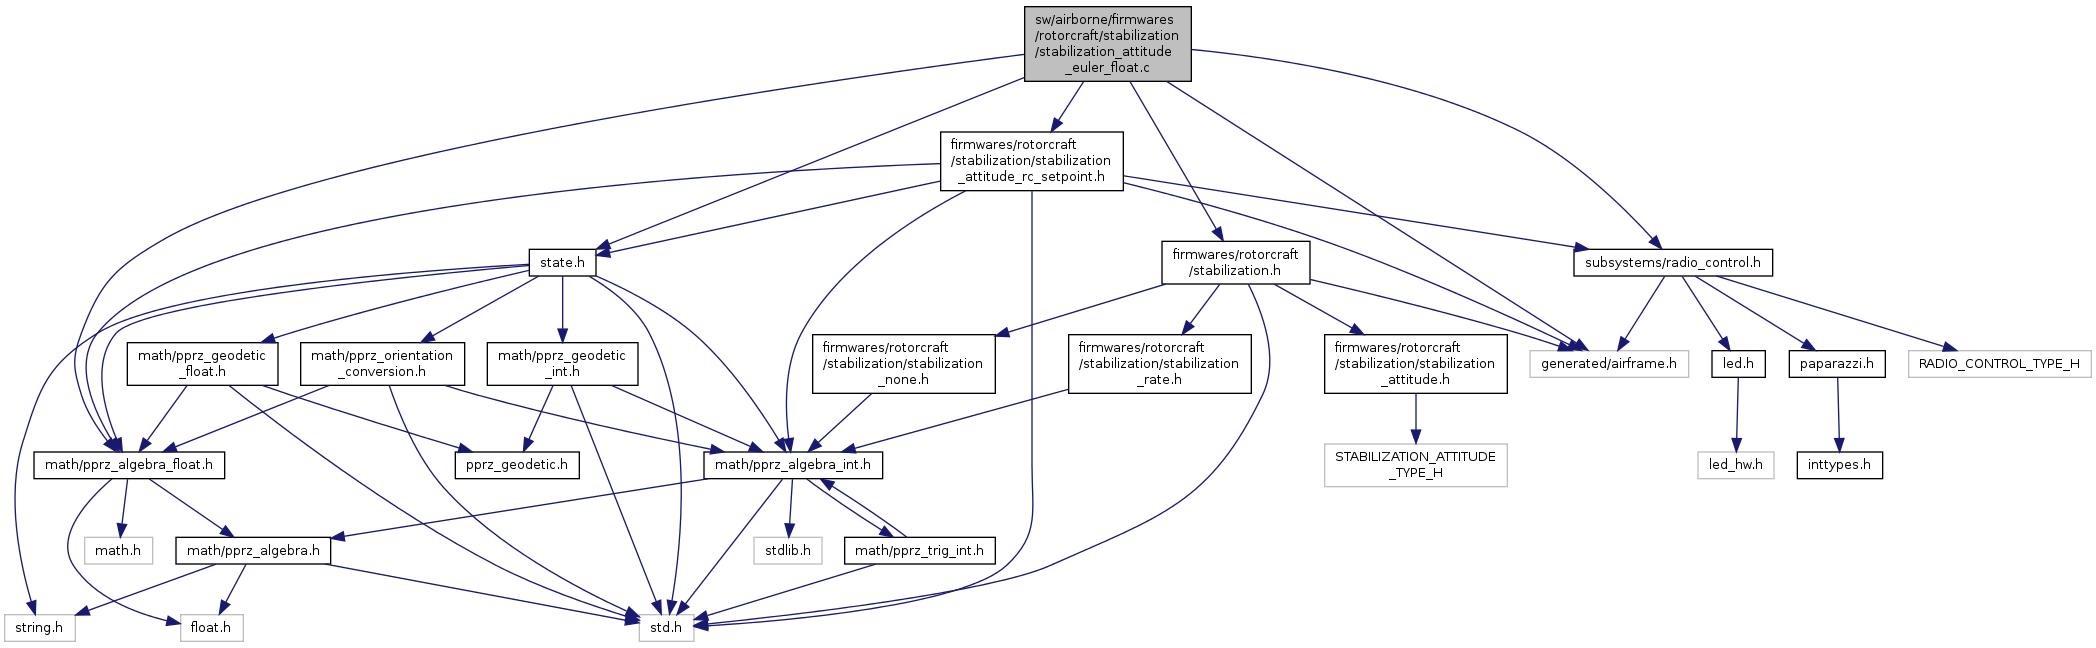 sw/airborne/firmwares
/rotorcraft/stabilization
/stabilization_attitude
_euler_float.c
firmwares/rotorcraft
/stabilization/stabilization
_attitude_rc_setpoint.h
state.h
firmwares/rotorcraft
/stabilization.h
subsystems/radio_control.h
math/pprz_geodetic
_float.h
math/pprz_orientation
_conversion.h
math/pprz_geodetic
_int.h
firmwares/rotorcraft
/stabilization/stabilization
_none.h
firmwares/rotorcraft
/stabilization/stabilization
_rate.h
firmwares/rotorcraft
/stabilization/stabilization
_attitude.h
generated/airframe.h
led.h
paparazzi.h
RADIO_CONTROL_TYPE_H
math/pprz_algebra_float.h
pprz_geodetic.h
math/pprz_algebra_int.h
STABILIZATION_ATTITUDE
_TYPE_H
led_hw.h
inttypes.h
math.h
math/pprz_algebra.h
stdlib.h
math/pprz_trig_int.h
string.h
float.h
std.h